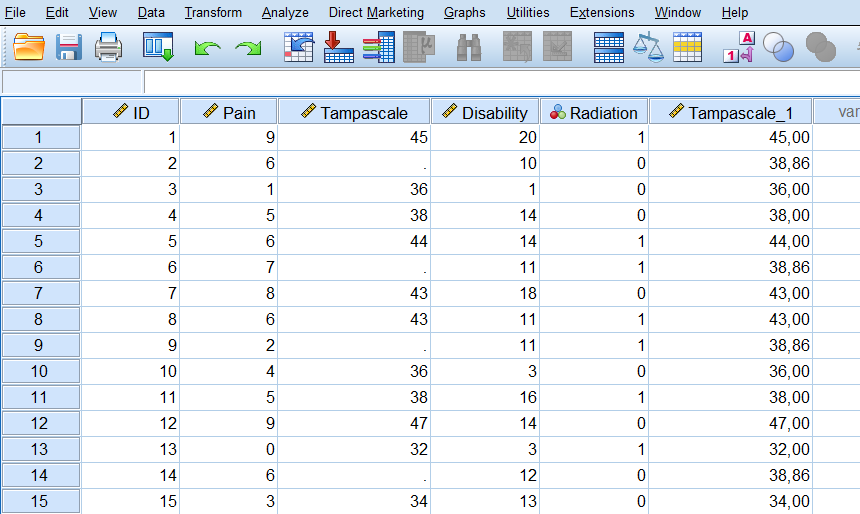 File Edit View Data Transform Analyze Direct Marketing Graphs Utilities Extensions Window Help
μ 1 A
ID Pain Tampascale Disability Radiation Tampascale_1 var
1 1 9 45 20 1 45,00
2 2 6 . 10 0 38,86
3 3 1 36 1 0 36,00
4 4 5 38 14 0 38,00
5 5 6 44 14 1 44,00
6 6 7 . 11 1 38,86
7 7 8 43 18 0 43,00
8 8 6 43 11 1 43,00
9 9 2 . 11 1 38,86
10 10 4 36 3 0 36,00
11 11 5 38 16 1 38,00
12 12 9 47 14 0 47,00
13 13 0 32 3 1 32,00
14 14 6 . 12 0 38,86
15 15 3 34 13 0 34,00